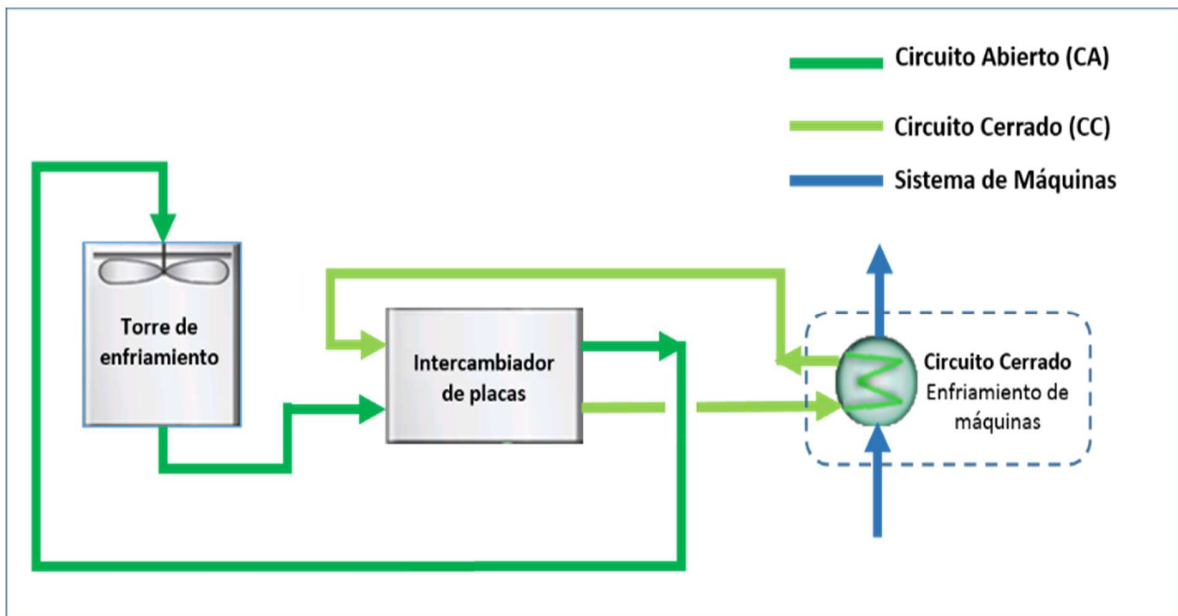 Circuito Abierto (CA)
Circuito Cerrado (CC)
Sistema de Máquinas
Torre de
enfriamiento
Intercambiador
de placas
Circuito Cerrado
Enfriamiento de
máquinas